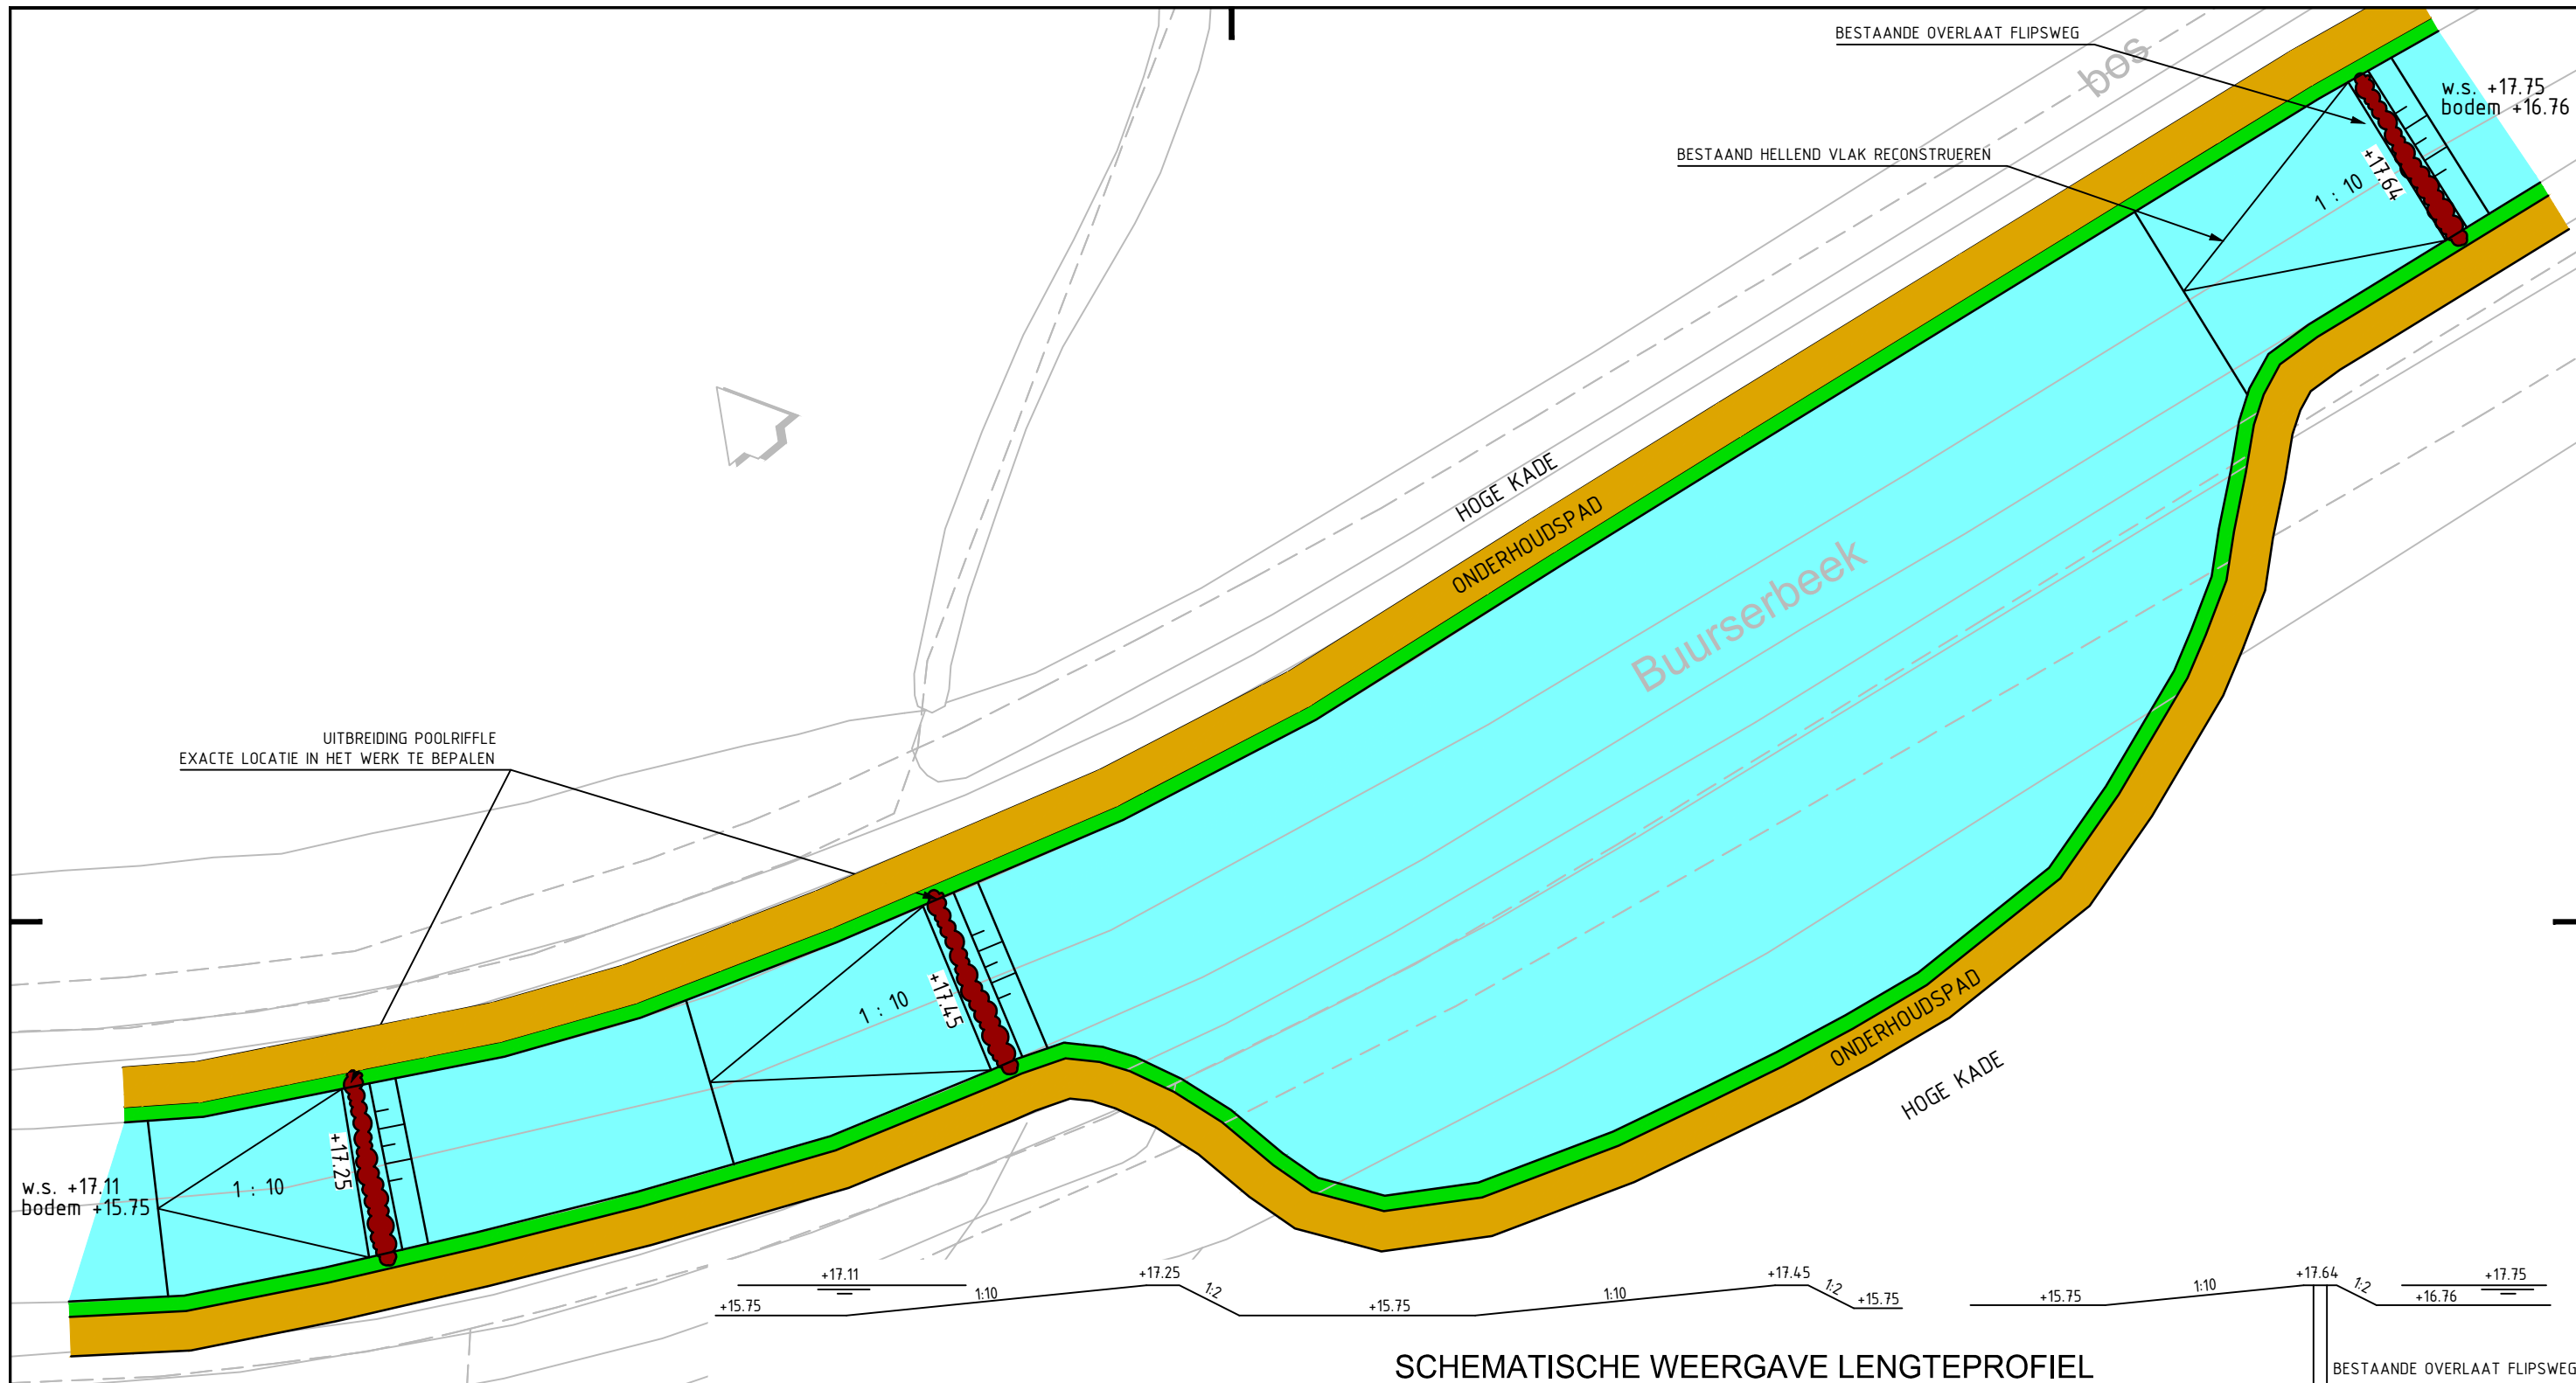 BESTAANDE OVERLAAT FLIPSWEG
bos
w.s. +17.75
bodem +16.76
BESTAAND HELLEND VLAK RECONSTRUEREN
+17.64
1 : 10
HOGE KADE
ONDERHOUDSPAD
Buurserbeek
UITBREIDING POOLRIFFLE
EXACTE LOCATIE IN HET WERK TE BEPALEN
1 : 10
+17.45
ONDERHOUDSPAD
HOGE KADE
+17.25
1 : 10
w.s. +17.11
bodem +15.75
+17.11
+17.25
+17.45
+17.64
+17.75
1:10
1:2
1:10
1:2
1:10
1:2
+15.75
+15.75
+15.75
+15.75
+16.76
SCHEMATISCHE WEERGAVE LENGTEPROFIEL
BESTAANDE OVERLAAT FLIPSWEG